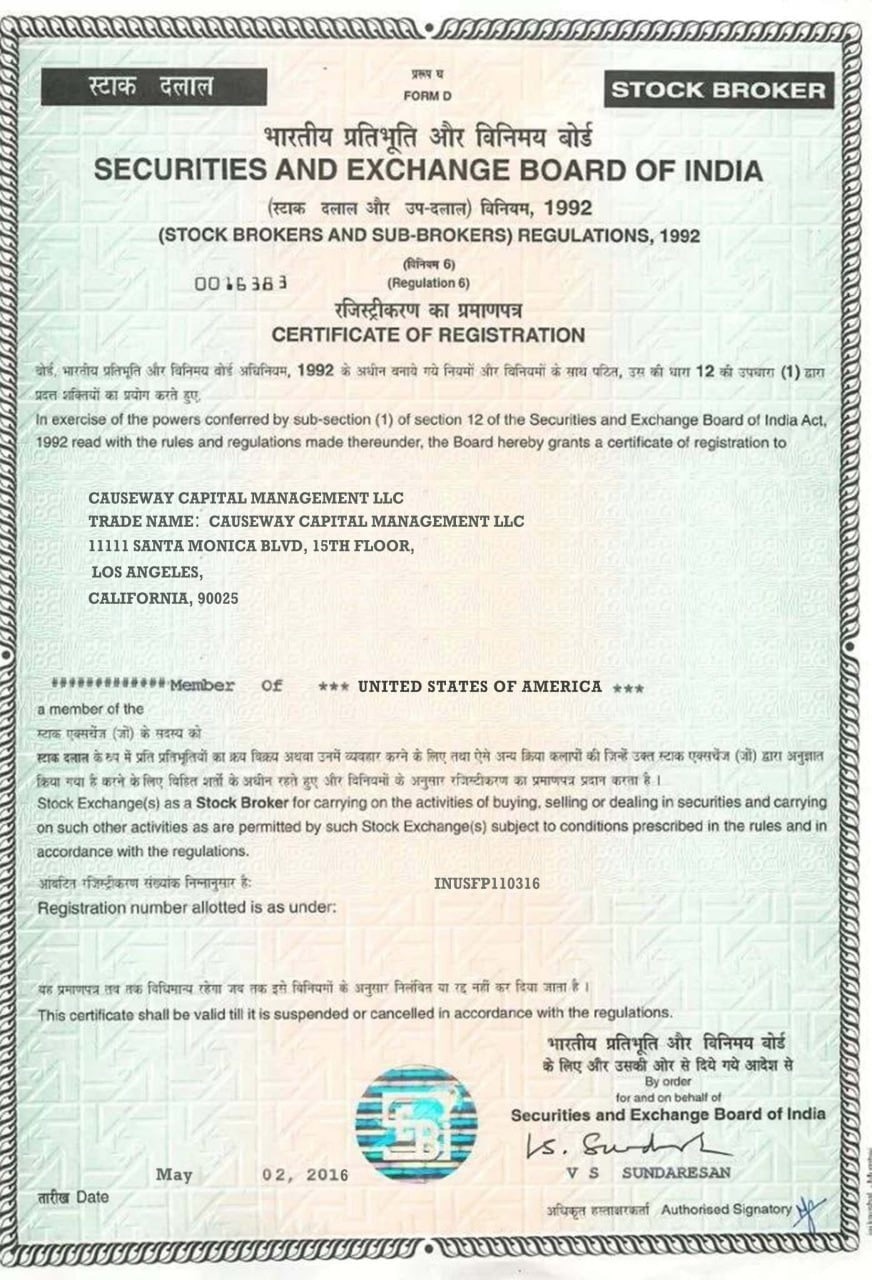 स्टाक दलाल
प्ररूप घ
FORM D
STOCK BROKER
भारतीय प्रतिभूति और विनिमय बोर्ड
SECURITIES AND EXCHANGE BOARD OF INDIA
(स्टाक दलाल और उप-दलाल) विनियम, 1992
(STOCK BROKERS AND SUB-BROKERS) REGULATIONS, 1992
(विनियम 6)
(Regulation 6)
0016383
रजिस्ट्रीकरण का प्रमाणपत्र
CERTIFICATE OF REGISTRATION
बोर्ड, भारतीय प्रतिभूति और विनिमय बोर्ड अधिनियम, 1992 के अधीन बनाये गये नियमों और विनियमों के साथ पठित, उस की धारा 12 की उपधारा (1) द्वारा
प्रदत्त शक्तियों का प्रयोग करते हुए,
In exercise of the powers conferred by sub-section (1) of section 12 of the Securities and Exchange Board of India Act,
1992 read with the rules and regulations made thereunder, the Board hereby grants a certificate of registration to
CAUSEWAY CAPITAL MANAGEMENT LLC
TRADE NAME: CAUSEWAY CAPITAL MANAGEMENT LLC
11111 SANTA MONICA BLVD, 15TH FLOOR,
LOS ANGELES,
CALIFORNIA, 90025
############# Member Of *** UNITED STATES OF AMERICA ***
a member of the
स्टाक एक्सचेंज (जों) के सदस्य को
स्टाक दलाल के रूप में प्रति प्रतिभूतियों का क्रय विक्रय अथवा उनमें व्यवहार करने के लिए तथा ऐसे अन्य क्रिया कलापों की जिन्हें उक्त स्टाक एक्सचेंज (जों) द्वारा अनुज्ञात
किया गया है करने के लिए विहित शर्तो के अधीन रहते हुए और विनियमों के अनुसार रजिस्टीकरण का प्रमाणपत्र प्रदान करता है ।
Stock Exchange(s) as a Stock Broker for carrying on the activities of buying, selling or dealing in securities and carrying
on such other activities as are permitted by such Stock Exchange(s) subject to conditions prescribed in the rules and in
accordance with the regulations.
आबंटित रजिस्ट्रीकरण संख्यांक निम्नानुसार है:
INUSFP110316
Registration number allotted is as under:
यह प्रमाणपत्र तब तक विधिमान्य रहेगा जब तक इसे विनियमों के अनुसार निलंबित या रद्द नहीं कर दिया जाता है ।
This certificate shall be valid till it is suspended or cancelled in accordance with the regulations.
भारतीय प्रतिभूति और विनिमय बोर्ड
के लिए और उसकी ओर से दिये गये आदेश से
By order
for and on behalf of
Securities and Exchange Board of India
SEBI
V S SUNDARESAN
May 02, 2016
तारीख Date
अधिकृत हस्ताक्षरकर्ता Authorised Signatory